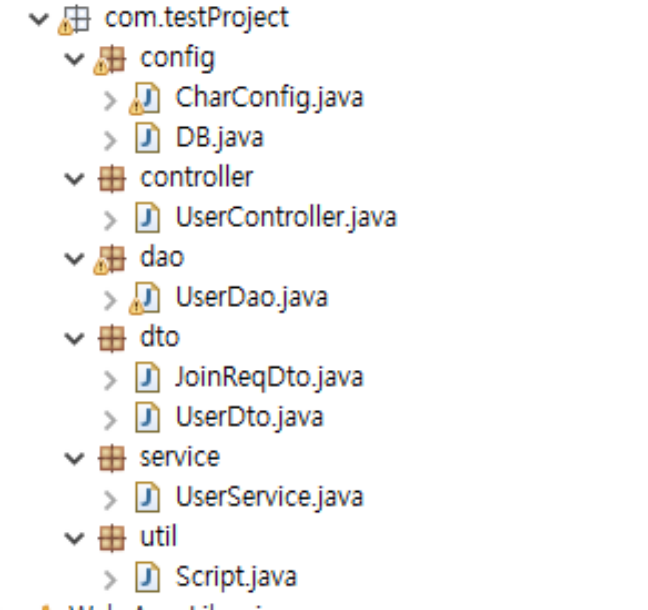 com.testProject
config
CharConfig.java
DB.java
controller
UserController.java
dao
UserDao.java
dto
JoinReqDto.java
UserDto.java
service
UserService.java
util
Script.java